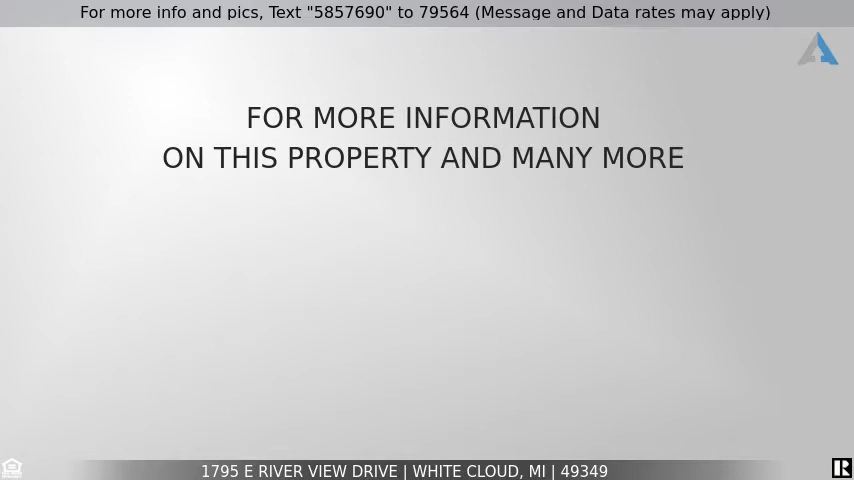 For more info and pics, Text "5857690" to 79564 (Message and Data rates may apply)
FOR MORE INFORMATION
ON THIS PROPERTY AND MANY MORE
1795 E RIVER VIEW DRIVE | WHITE CLOUD, MI | 49349